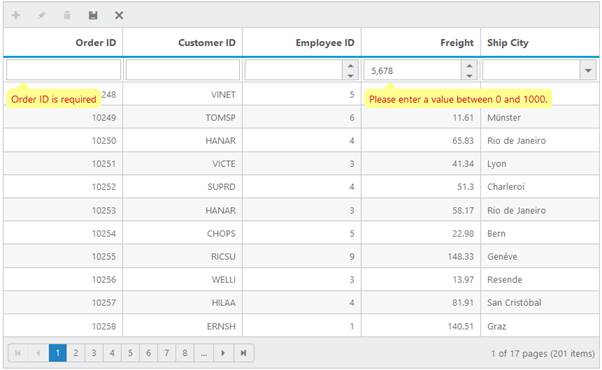 Order ID Customer ID Employee ID Freight Ship City
5,678
248 VINET 5
Order ID is required Please enter a value between 0 and 1000.
10249 TOMSP 6 11.61 Münster
10250 HANAR 4 65.83 Rio de Janeiro
10251 VICTE 3 41.34 Lyon
10252 SUPRD 4 51.3 Charleroi
10253 HANAR 3 58.17 Rio de Janeiro
10254 CHOPS 5 22.98 Bern
10255 RICSU 9 148.33 Genève
10256 WELLI 3 13.97 Resende
10257 HILAA 4 81.91 San Cristóbal
10258 ERNSH 1 140.51 Graz
1 2 3 4 5 6 7 8 ... 1 of 17 pages (201 items)